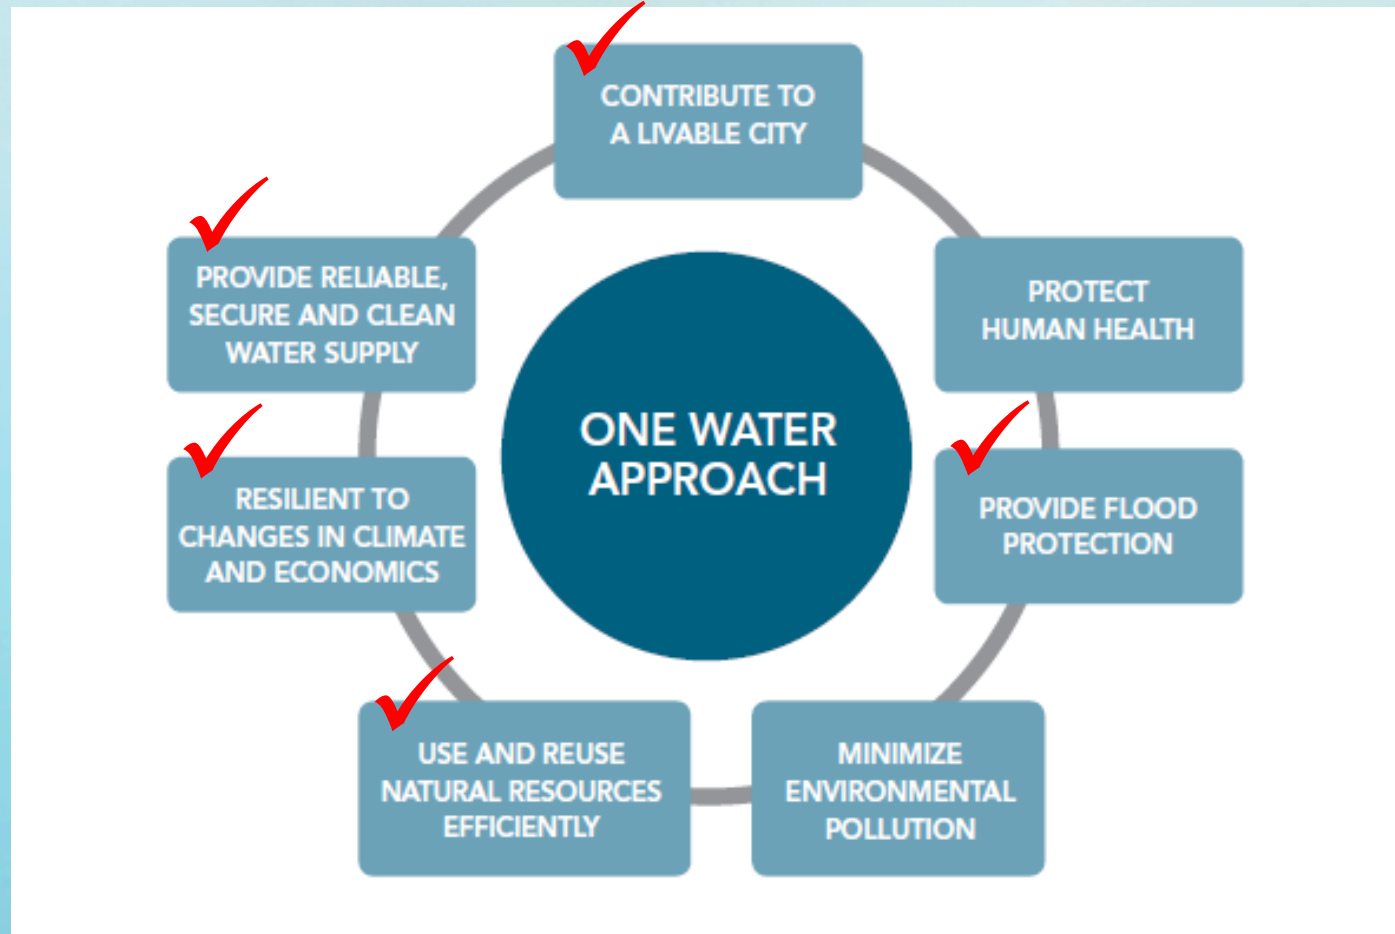 CONTRIBUTE TO
A LIVABLE CITY
PROVIDE RELIABLE,
SECURE AND CLEAN
WATER SUPPLY
PROTECT
HUMAN HEALTH
ONE WATER
APPROACH
RESILIENT TO
CHANGES IN CLIMATE
AND ECONOMICS
PROVIDE FLOOD
PROTECTION
USE AND REUSE
NATURAL RESOURCES
EFFICIENTLY
MINIMIZE
ENVIRONMENTAL
POLLUTION